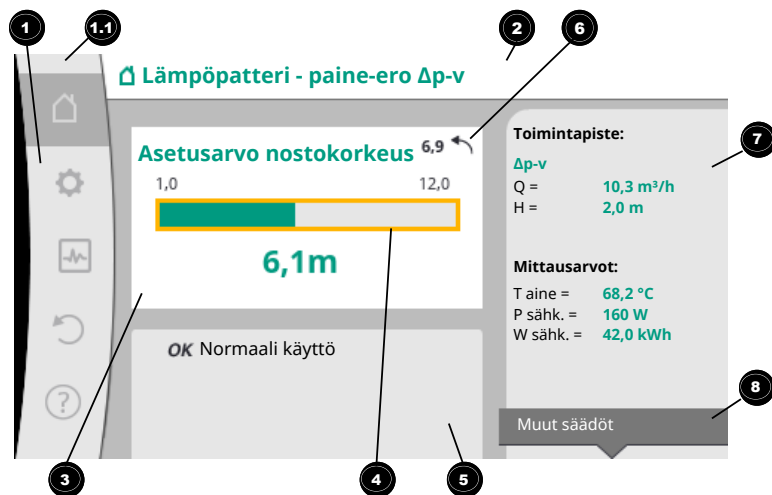 1
1.1
2
6
Lämpöpatteri - paine-ero Δp-v
Asetusarvo nostokorkeus 6,9
1,0 12,0
6,1m
OK Normaali käyttö
Toimintapiste:
7
Δp-v
Q = 10,3 m³/h
H = 2,0 m
Mittausarvot:
T aine = 68,2 °C
P sähk. = 160 W
W sähk. = 42,0 kWh
?
8
Muut säädöt
3
4
5